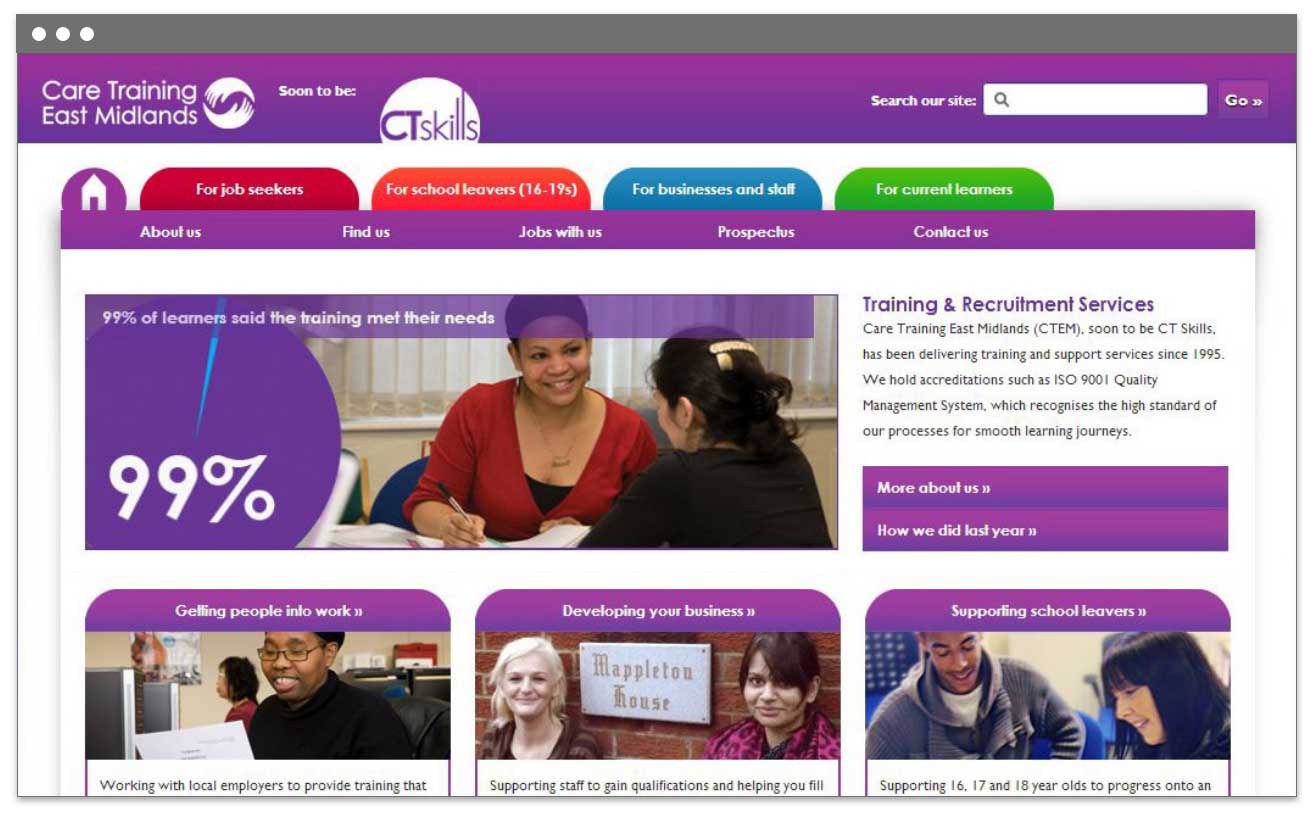 Care Training
East Midlands
Soon to be:
CTskills
Search our site:
Go »
For job seekers
For school leavers (16-19s)
For businesses and staff
For current learners
About us
Find us
Jobs with us
Prospectus
Contact us
99% of learners said the training met their needs
99%
Training & Recruitment Services
Care Training East Midlands (CTEM), soon to be CT Skills,
has been delivering training and support services since 1995.
We hold accreditations such as ISO 9001 Quality
Management System, which recognises the high standard of
our processes for smooth learning journeys.
More about us »
How we did last year »
Getting people into work »
Developing your business »
Mappleton
House
Supporting school leavers »
Working with local employers to provide training that
Supporting staff to gain qualifications and helping you fill
Supporting 16, 17 and 18 year olds to progress onto an